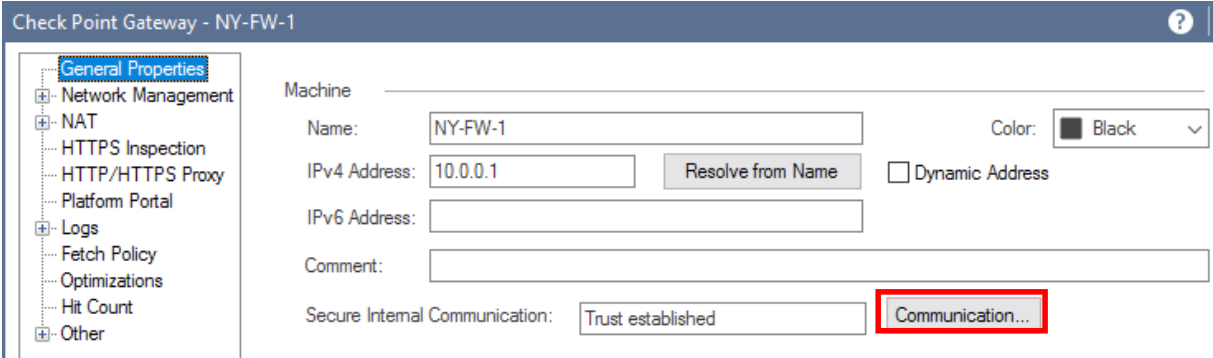 Check Point Gateway - NY-FW-1
?
General Properties
Network Management
NAT
HTTPS Inspection
HTTP/HTTPS Proxy
Platform Portal
Logs
Fetch Policy
Optimizations
Hit Count
Other
Machine
Name: NY-FW-1 Color: Black
IPv4 Address: 10.0.0.1 Resolve from Name Dynamic Address
IPv6 Address:
Comment:
Secure Internal Communication: Trust established Communication...